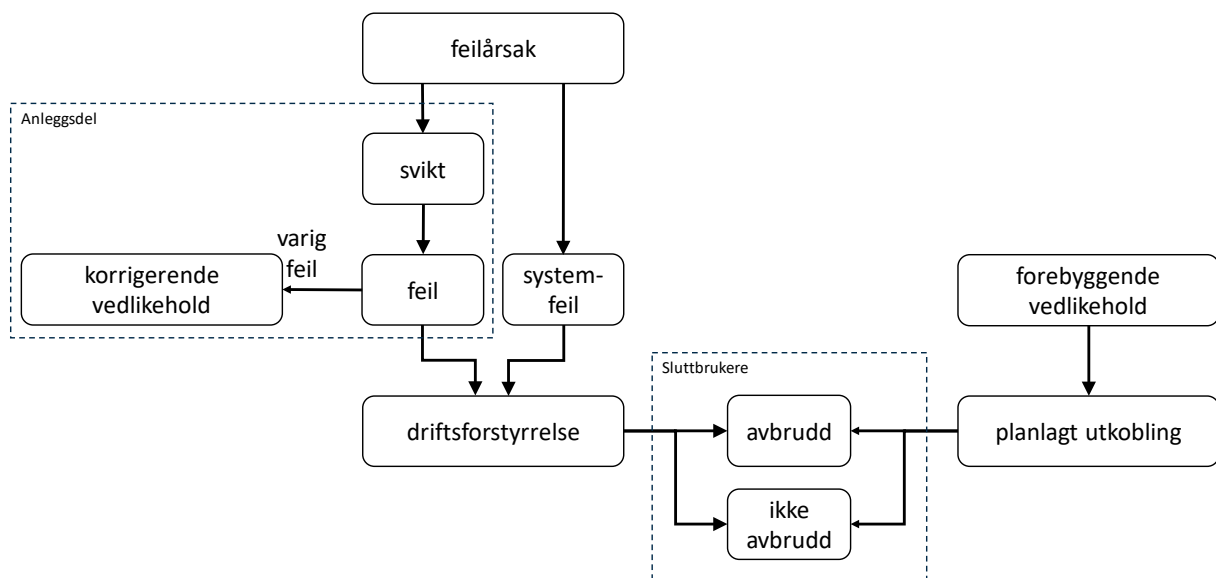 feilårsak
Anleggsdel
svikt
varig
feil
korrigerende
vedlikehold
feil
system-
feil
forebyggende
vedlikehold
Sluttbrukere
driftsforstyrrelse
avbrudd
planlagt utkobling
ikke
avbrudd